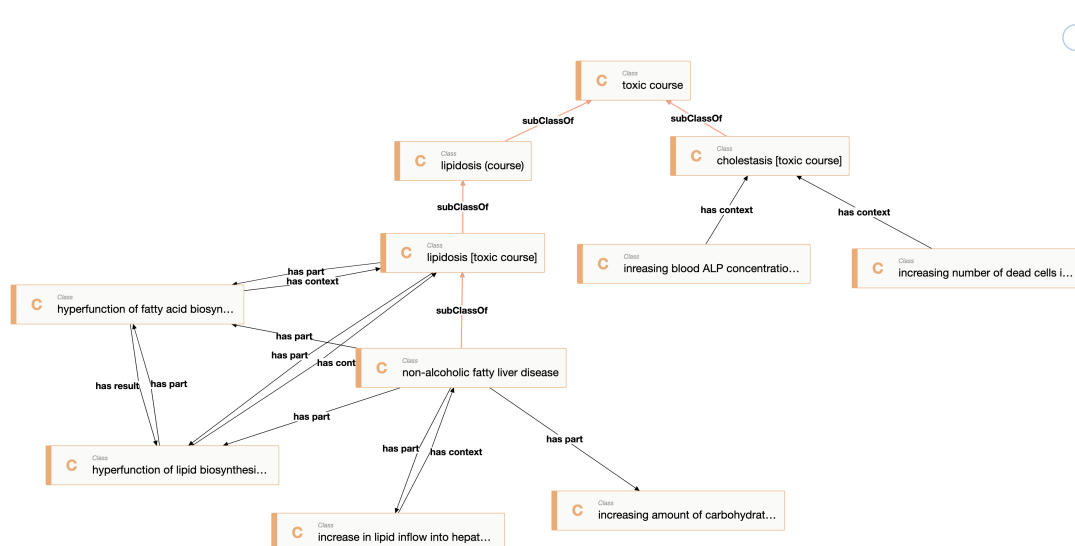 Class
C
toxic course
subClassOf
subClassOf
Class
C
lipidosis (course)
Class
C
cholestasis [toxic course]
subClassOf
has context
has context
Class
C
lipidosis [toxic course]
Class
C
inreasing blood ALP concentratio...
Class
C
increasing number of dead cells i...
has part
has context
Class
C
hyperfunction of fatty acid biosyn...
subClassOf
has part
has part
has cont
Class
C
non-alcoholic fatty liver disease
has result
has part
has part
has part
has part
has context
Class
C
hyperfunction of lipid biosynthesi...
Class
C
increasing amount of carbohydrat...
Class
C
increase in lipid inflow into hepat...